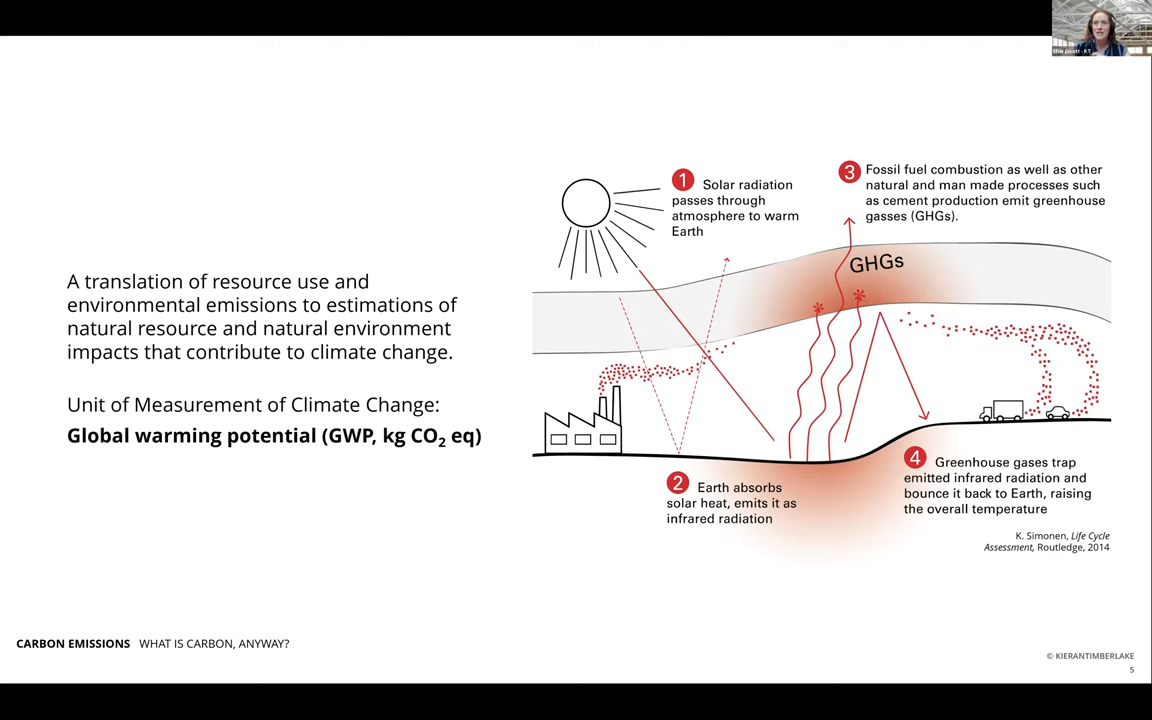 Efrie Escott - KT
A translation of resource use and
environmental emissions to estimations of
natural resource and natural environment
impacts that contribute to climate change.
Unit of Measurement of Climate Change:
Global warming potential (GWP, kg CO₂ eq)
1 Solar radiation
passes through
atmosphere to warm
Earth
3 Fossil fuel combustion as well as other
natural and man made processes such
as cement production emit greenhouse
gasses (GHGs).
GHGs
2 Earth absorbs
solar heat, emits it as
infrared radiation
4 Greenhouse gases trap
emitted infrared radiation and
bounce it back to Earth, raising
the overall temperature
K. Simonen, Life Cycle
Assessment, Routledge, 2014
CARBON EMISSIONS WHAT IS CARBON, ANYWAY?
© KIERANTIMBERLAKE
5